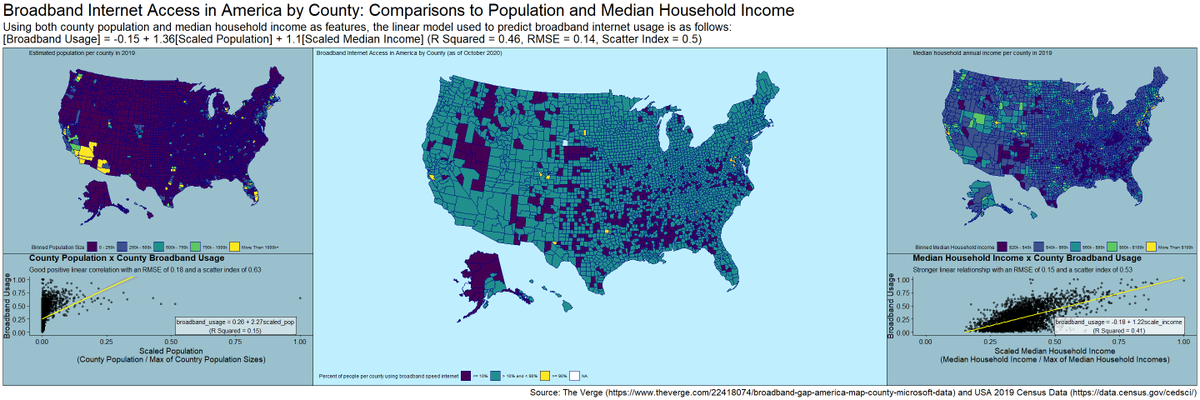 Broadband Internet Access in America by County: Comparisons to Population and Median Household Income
Using both county population and median household income as features, the linear model used to predict broadband internet usage is as follows:
[Broadband Usage] = -0.15 + 1.36[Scaled Population] + 1.1[Scaled Median Income] (R Squared = 0.46, RMSE = 0.14, Scatter Index = 0.5)
Estimated population per county in 2019
Binned Population Size 0 - 250k 250k - 500k 500k - 750k 750k - 1000k More Than 1000k+
County Population x County Broadband Usage
Good positive linear correlation with an RMSE of 0.18 and a scatter index of 0.63
Broadband Usage
1.00
0.75
0.50
0.25
0.00
broadband_usage = 0.26 + 2.27scaled_pop
(R Squared = 0.15)
0.00 0.25 0.50 0.75 1.00
Scaled Population
(County Population / Max of Country Population Sizes)
Broadband Internet Access in America by County (as of October 2020)
Percent of people per county using broadband speed internet <= 10% > 10% and < 90% >= 90% NA
Median household annual income per county in 2019
Binned Median Household Income $20k - $40k $40k - $60k $60k - $80k $80k - $100k More Than $100k
Median Household Income x County Broadband Usage
Stronger linear relationship with an RMSE of 0.15 and a scatter index of 0.53
Broadband Usage
1.00
0.75
0.50
0.25
0.00
broadband_usage = -0.18 + 1.22scale_income
(R Squared = 0.41)
0.00 0.25 0.50 0.75 1.00
Scaled Median Household Income
(Median Household Income / Max of Median Household Incomes)
Source: The Verge (https://www.theverge.com/22418074/broadband-gap-america-map-county-microsoft-data) and USA 2019 Census Data (https://data.census.gov/cedsci/)